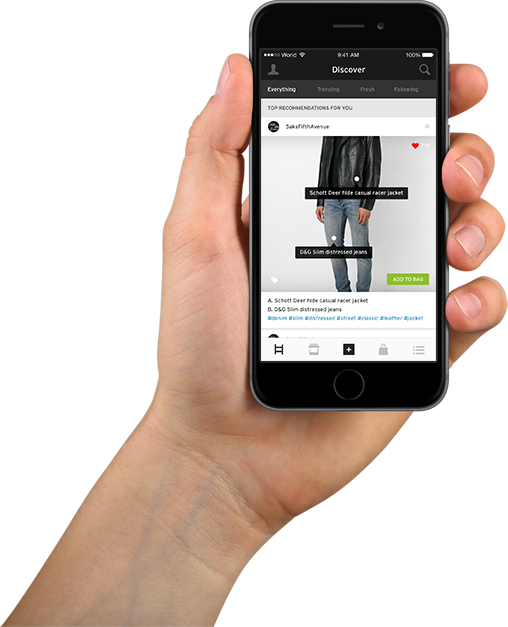 World 9:41 AM 100%
Discover
Everything Trending Fresh Following
TOP RECOMMENDATIONS FOR YOU
SaksFifthAvenue
Schott Deer hide casual racer jacket
D&G Slim distressed jeans
ADD TO BAG
A. Schott Deer hide casual racer jacket
B. D&G Slim distressed jeans
#denim #slim #distressed #street #classic #leather #jacket